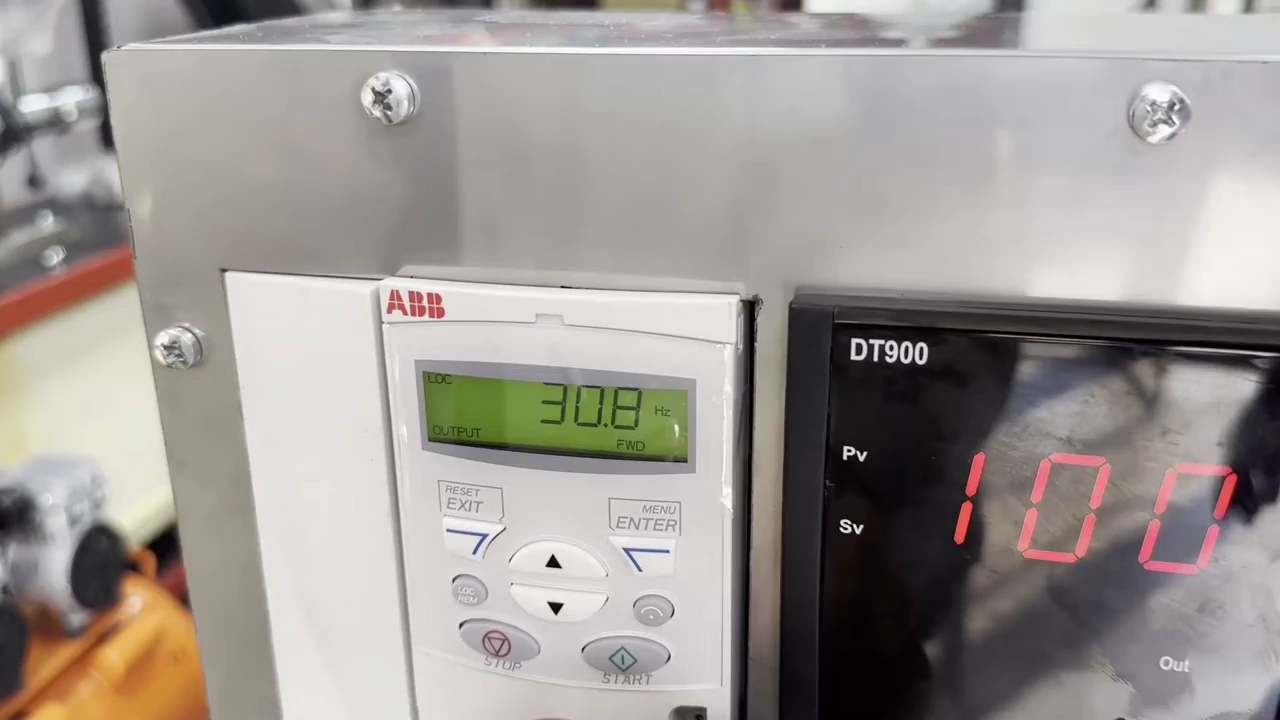 ABB
LOC
30.8 Hz
OUTPUT FWD
RESET
EXIT
MENU
ENTER
LOC
REM
STOP
START
DT900
Pv
Sv
100
Out